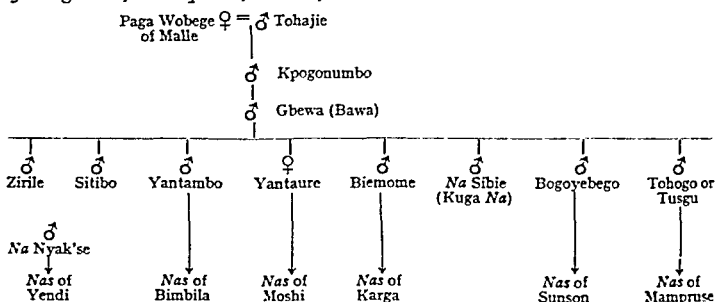 Paga Wobege ♀ = ♂ Tohajie
of Malle
♂ Kpogonumbo
♂ Gbewa (Bawa)
♂ ♂ ♂ ♀ ♂ ♂ ♂ ♂
Zirile Sitibo Yantambo Yantaure Biemome Na Sibie Bogoyebego Tohogo or
(Kuga Na) Tusgu
♂
Na Nyak'se
Nas of Nas of Nas of Nas of Nas of Nas of
Yendi Bimbila Moshi Karga Sunson Mampruse